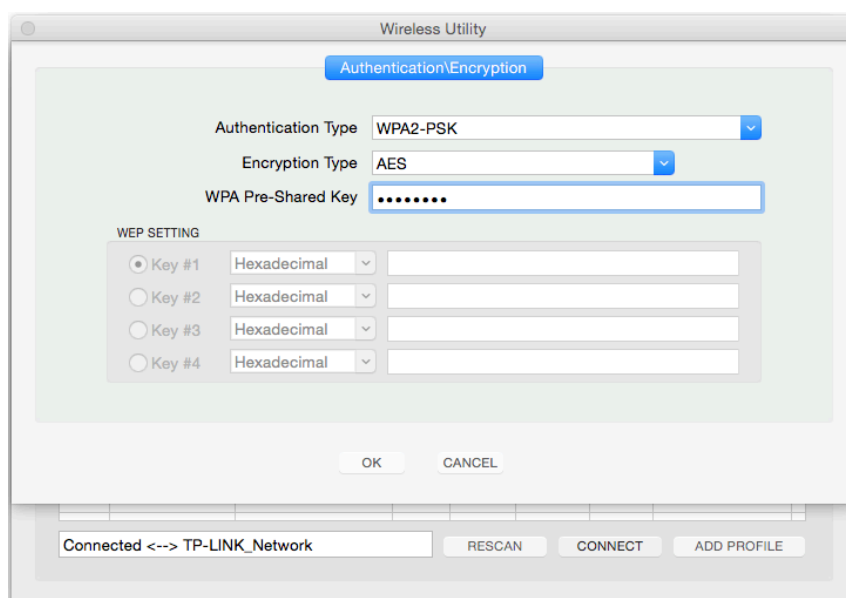 Wireless Utility
Authentication\Encryption
Authentication Type WPA2-PSK
Encryption Type AES
WPA Pre-Shared Key ••••••••
WEP SETTING
Key #1 Hexadecimal
Key #2 Hexadecimal
Key #3 Hexadecimal
Key #4 Hexadecimal
OK CANCEL
Connected <--> TP-LINK_Network RESCAN CONNECT ADD PROFILE